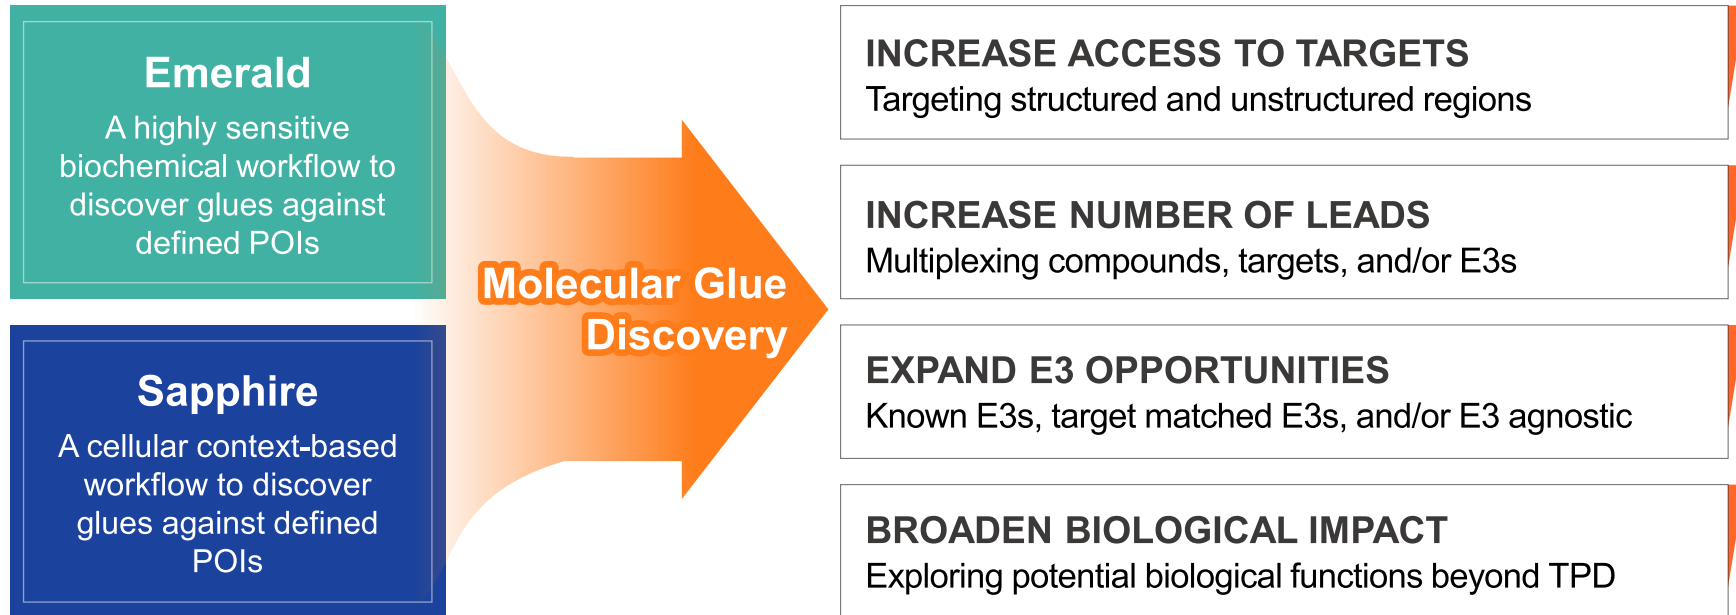 Emerald
A highly sensitive
biochemical workflow to
discover glues against
defined POIs
Sapphire
A cellular context-based
workflow to discover
glues against defined
POIs
Molecular Glue
Discovery
INCREASE ACCESS TO TARGETS
Targeting structured and unstructured regions
INCREASE NUMBER OF LEADS
Multiplexing compounds, targets, and/or E3s
EXPAND E3 OPPORTUNITIES
Known E3s, target matched E3s, and/or E3 agnostic
BROADEN BIOLOGICAL IMPACT
Exploring potential biological functions beyond TPD